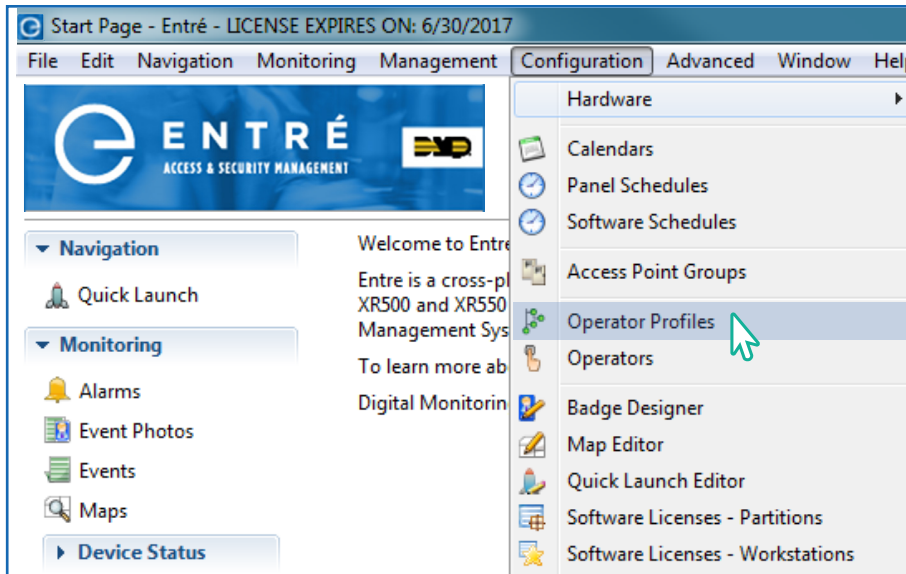 Start Page - Entré - LICENSE EXPIRES ON: 6/30/2017
File Edit Navigation Monitoring Management Configuration Advanced Window
ENTRÉ
ACCESS & SECURITY MANAGEMENT
DMP
Hardware
Calendars
Panel Schedules
Software Schedules
Access Point Groups
Operator Profiles
Operators
Badge Designer
Map Editor
Quick Launch Editor
Software Licenses - Partitions
Software Licenses - Workstations
Navigation
Quick Launch
Monitoring
Alarms
Event Photos
Events
Maps
Device Status
Welcome to Entre
Entre is a cross-pl
XR500 and XR550
Management Sys
To learn more ab
Digital Monitorin